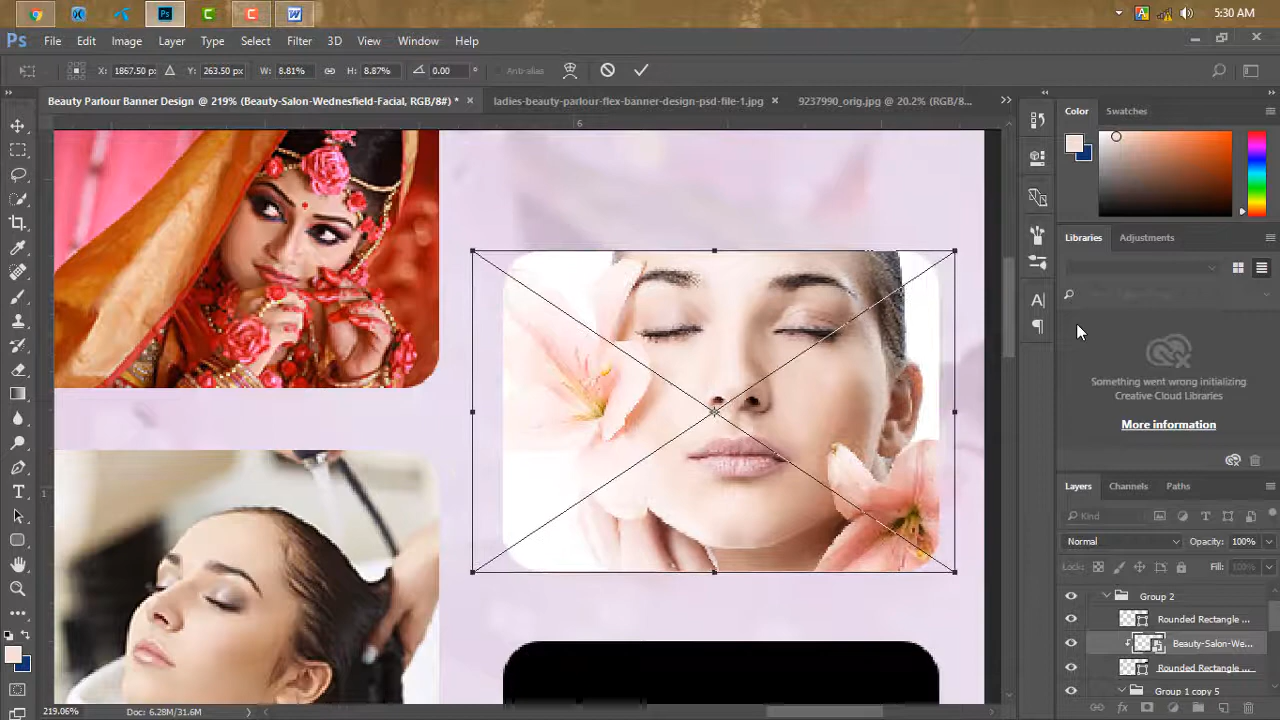 5:30 AM
Ps File Edit Image Layer Type Select Filter 3D View Window Help
X: 1867.50 px Y: 263.50 px W: 8.81% H: 8.87% 0.00 ° Anti-alias
Beauty Parlour Banner Design @ 219% (Beauty-Salon-Wednesfield-Facial, RGB/8#) * × ladies-beauty-parlour-flex-banner-design-psd-file-1.jpg × 9237990_orig.jpg @ 20.2% (RGB/8...
Color Swatches
6
Libraries Adjustments
Something went wrong initializing
Creative Cloud Libraries
More information
1
Layers Channels Paths
Kind
Normal Opacity: 100%
Lock: Fill: 100%
Group 2
Rounded Rectangle ...
Beauty-Salon-We...
Rounded Rectangle ...
Group 1 copy 5
219.06% Doc: 6.28M/31.6M